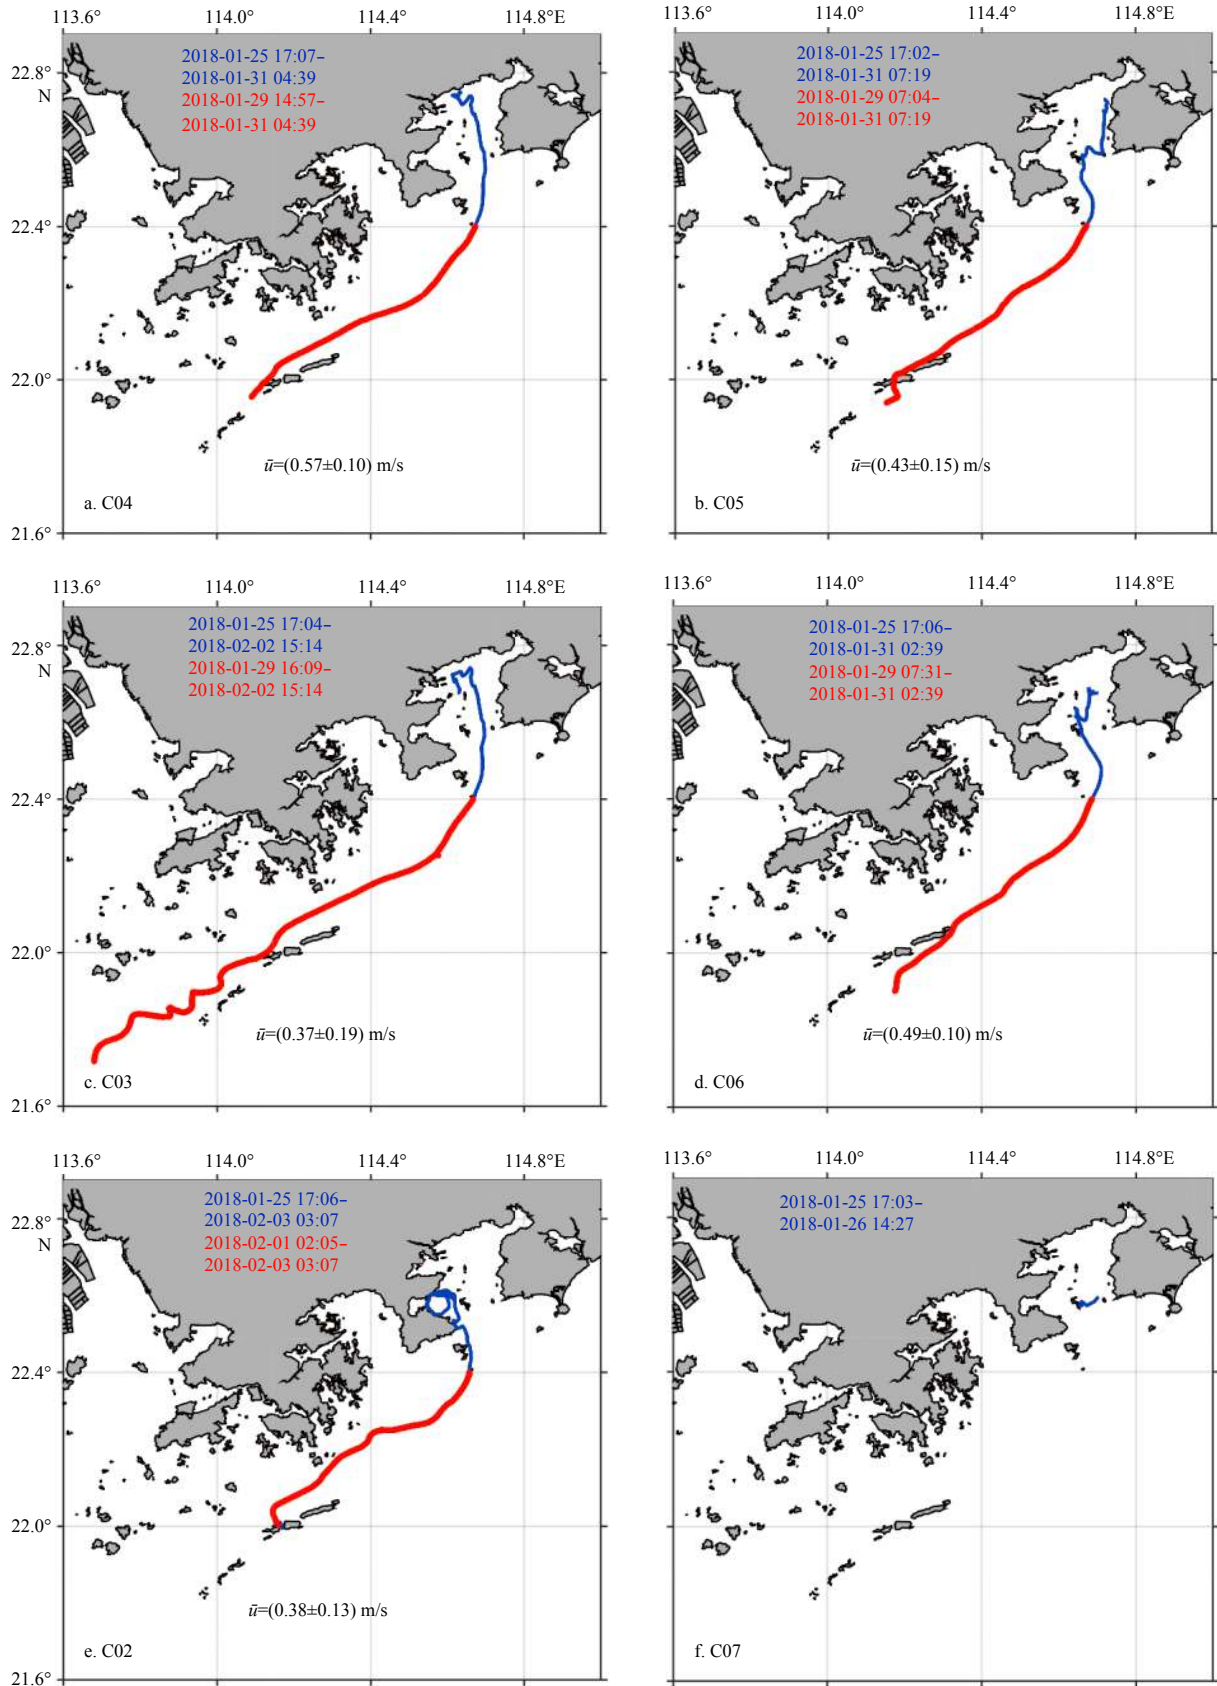 113.6° 114.0° 114.4° 114.8°E
22.8°
N
22.4°
22.0°
21.6°
2018-01-25 17:07–
2018-01-31 04:39
2018-01-29 14:57–
2018-01-31 04:39
ū=(0.57±0.10) m/s
a. C04
113.6° 114.0° 114.4° 114.8°E
2018-01-25 17:02–
2018-01-31 07:19
2018-01-29 07:04–
2018-01-31 07:19
ū=(0.43±0.15) m/s
b. C05
113.6° 114.0° 114.4° 114.8°E
22.8°
N
22.4°
22.0°
21.6°
2018-01-25 17:04–
2018-02-02 15:14
2018-01-29 16:09–
2018-02-02 15:14
ū=(0.37±0.19) m/s
c. C03
113.6° 114.0° 114.4° 114.8°E
2018-01-25 17:06–
2018-01-31 02:39
2018-01-29 07:31–
2018-01-31 02:39
ū=(0.49±0.10) m/s
d. C06
113.6° 114.0° 114.4° 114.8°E
22.8°
N
22.4°
22.0°
21.6°
2018-01-25 17:06–
2018-02-03 03:07
2018-02-01 02:05–
2018-02-03 03:07
ū=(0.38±0.13) m/s
e. C02
113.6° 114.0° 114.4° 114.8°E
2018-01-25 17:03–
2018-01-26 14:27
f. C07